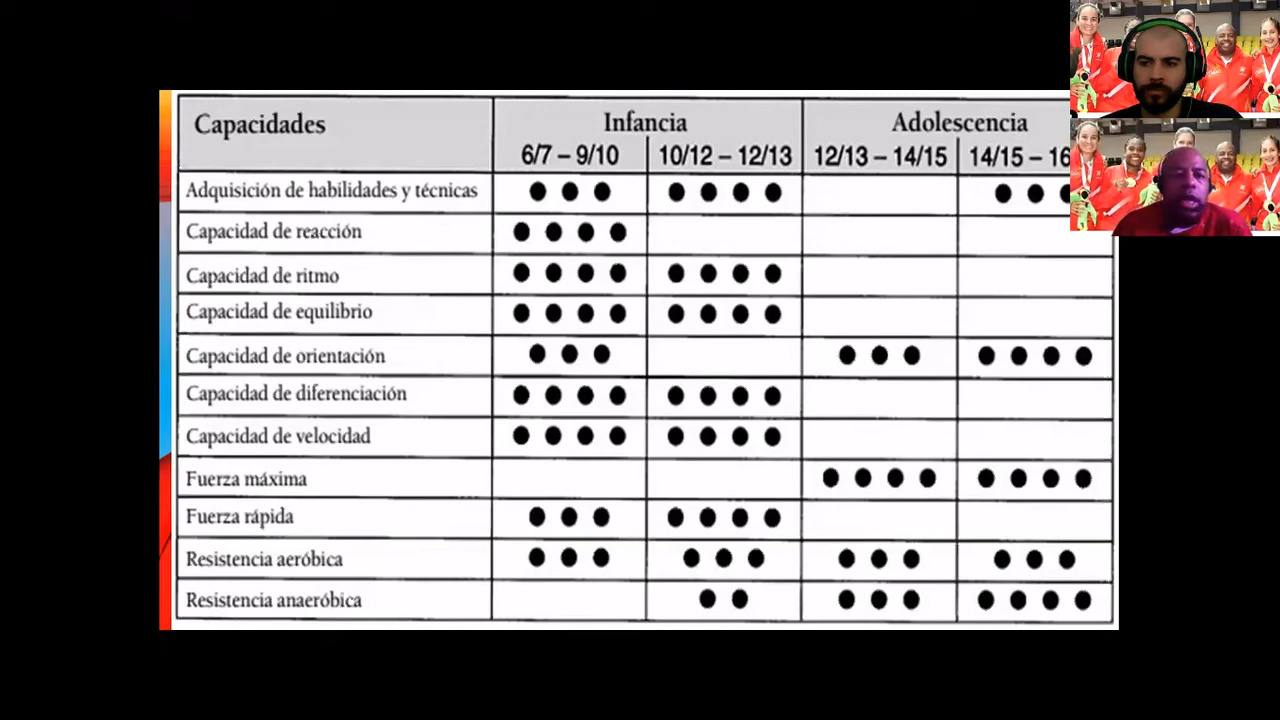 Capacidades
Infancia
Adolescencia
6/7 – 9/10
10/12 – 12/13
12/13 – 14/15
14/15 – 16
Adquisición de habilidades y técnicas
Capacidad de reacción
Capacidad de ritmo
Capacidad de equilibrio
Capacidad de orientación
Capacidad de diferenciación
Capacidad de velocidad
Fuerza máxima
Fuerza rápida
Resistencia aeróbica
Resistencia anaeróbica